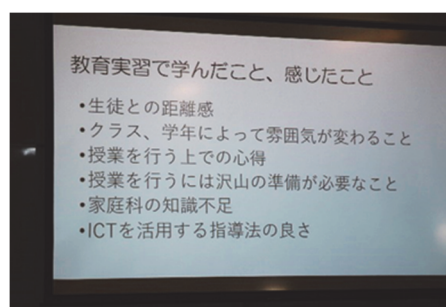 教育実習で学んだこと、感じたこと
•生徒との距離感
•クラス、学年によって雰囲気が変わること
•授業を行う上での心得
•授業を行うには沢山の準備が必要なこと
•家庭科の知識不足
•ICTを活用する指導法の良さ